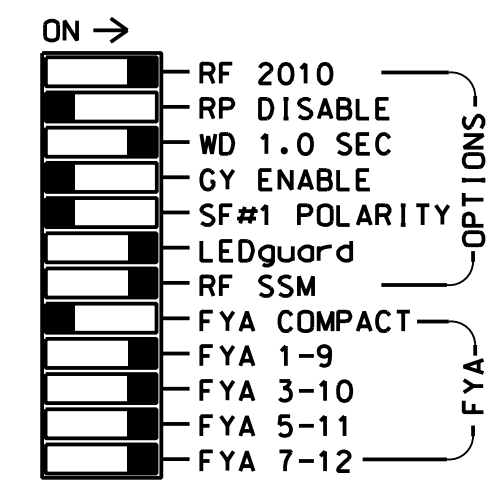 ON →
RF 2010
RP DISABLE
WD 1.0 SEC
GY ENABLE
SF#1 POLARITY
LEDguard
RF SSM
FYA COMPACT
FYA 1-9
FYA 3-10
FYA 5-11
FYA 7-12
OPTIONS
FYA